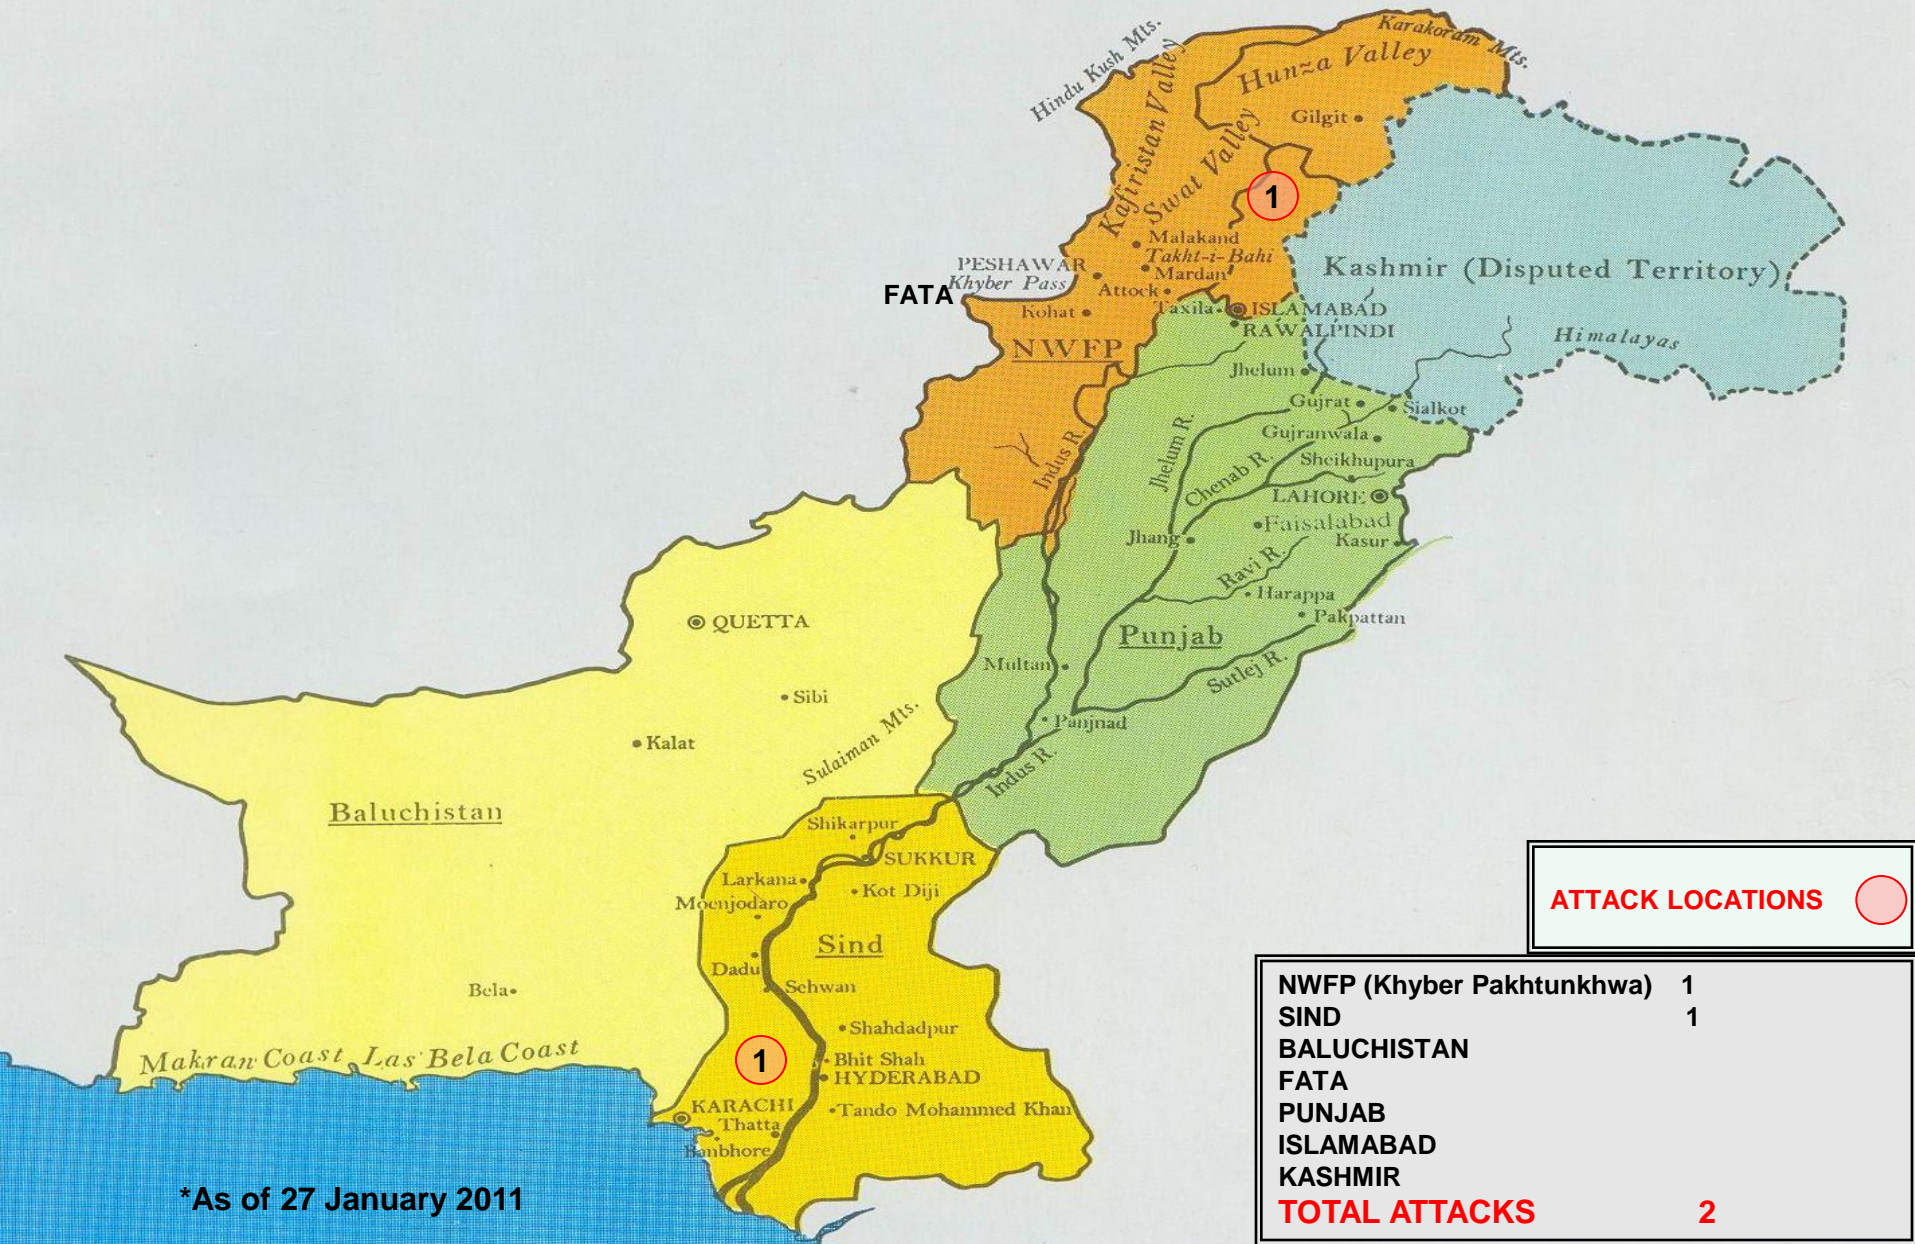 Karakoram Mts.
Hindu Kush Mts.
Hunza Valley
Gilgit
Kafiristan Valley
Swat Valley
1
Malakand
Takht-i-Bahi
PESHAWAR
Mardan
Khyber Pass
FATA
Attock
Kohat
Taxila
ISLAMABAD
RAWALPINDI
NWFP
Kashmir (Disputed Territory)
Himalayas
Jhelum
Gujrat
Sialkot
Jhelum R.
Gujranwala
Indus R.
Chenab R.
Sheikhupura
LAHORE
Faisalabad
Jhang
Kasur
Ravi R.
Harappa
Pakpattan
QUETTA
Punjab
Multan
Sutlej R.
Sibi
Panjnad
Kalat
Sulaiman Mts.
Indus R.
Baluchistan
Shikarpur
SUKKUR
Larkana
Kot Diji
Moenjodaro
Sind
Dadu
Sehwan
Bela
Shahdadpur
Makran Coast Las Bela Coast
1
Bhit Shah
HYDERABAD
KARACHI
Tando Mohammed Khan
Thatta
Banbhore
*As of 27 January 2011
ATTACK LOCATIONS
NWFP (Khyber Pakhtunkhwa) 1
SIND 1
BALUCHISTAN
FATA
PUNJAB
ISLAMABAD
KASHMIR
TOTAL ATTACKS 2